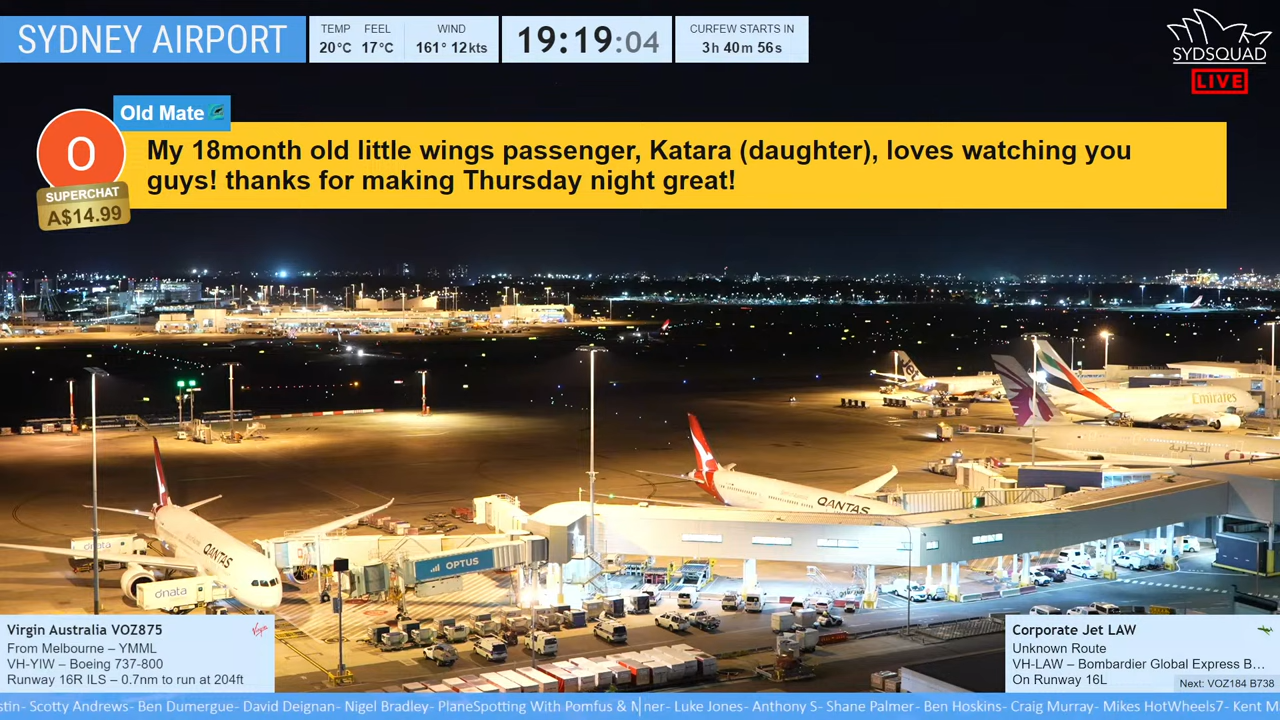 SYDNEY AIRPORT
TEMP FEEL WIND
20°C 17°C 161° 12kts
19:19:04
CURFEW STARTS IN
3h 40m 56s
SYDSQUAD
LIVE
Old Mate
O
SUPERCHAT
A$14.99
My 18month old little wings passenger, Katara (daughter), loves watching you
guys! thanks for making Thursday night great!
Emirates
QANTAS
QANTAS
OPTUS
dnata
dnata
Virgin Australia VOZ875
Virgin
From Melbourne – YMML
VH-YIW – Boeing 737-800
Runway 16R ILS – 0.7nm to run at 204ft
Corporate Jet LAW
Unknown Route
VH-LAW – Bombardier Global Express B...
On Runway 16L
Next: VOZ184 B738
stin- Scotty Andrews- Ben Dumergue- David Deignan- Nigel Bradley- PlaneSpotting With Pomfus & N ner- Luke Jones- Anthony S- Shane Palmer- Ben Hoskins- Craig Murray- Mikes HotWheels7- Kent M